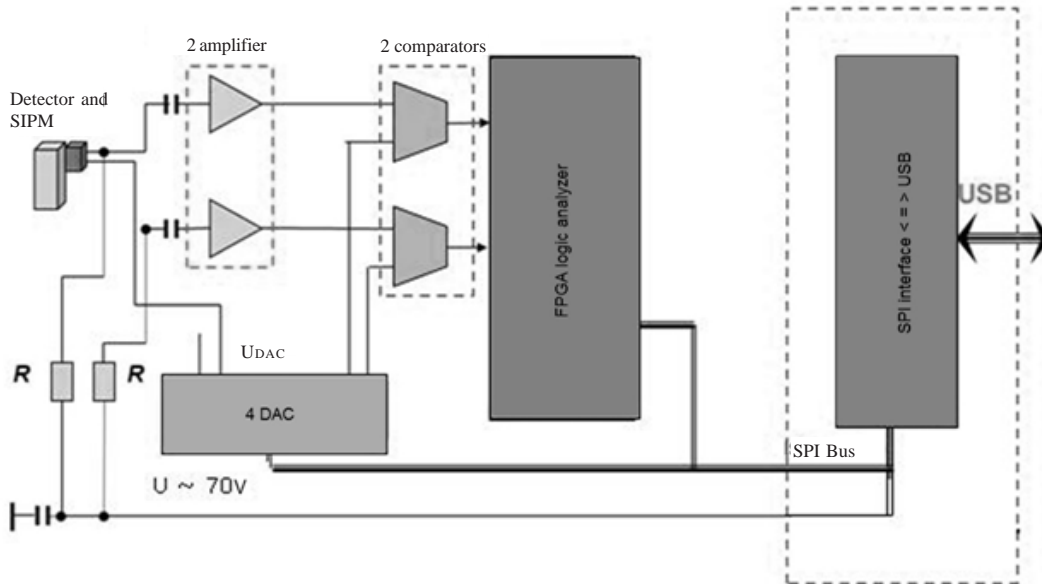 2 amplifier
2 comparators
Detector and
SIPM
FPGA logic analyzer
SPI interface < = > USB
USB
R
R
UDAC
4 DAC
SPI Bus
U ~ 70V